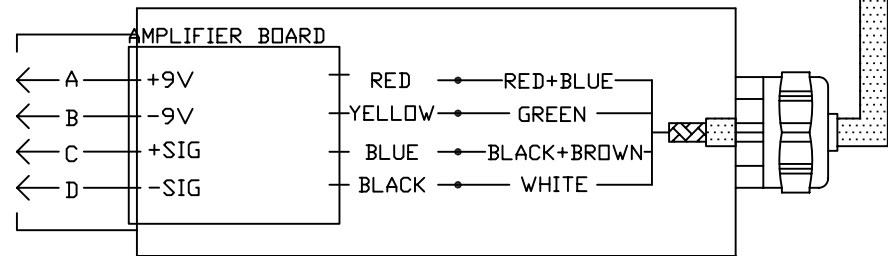 AMPLIFIER BOARD
A +9V RED RED+BLUE
B -9V YELLOW GREEN
C +SIG BLUE BLACK+BROWN
D -SIG BLACK WHITE